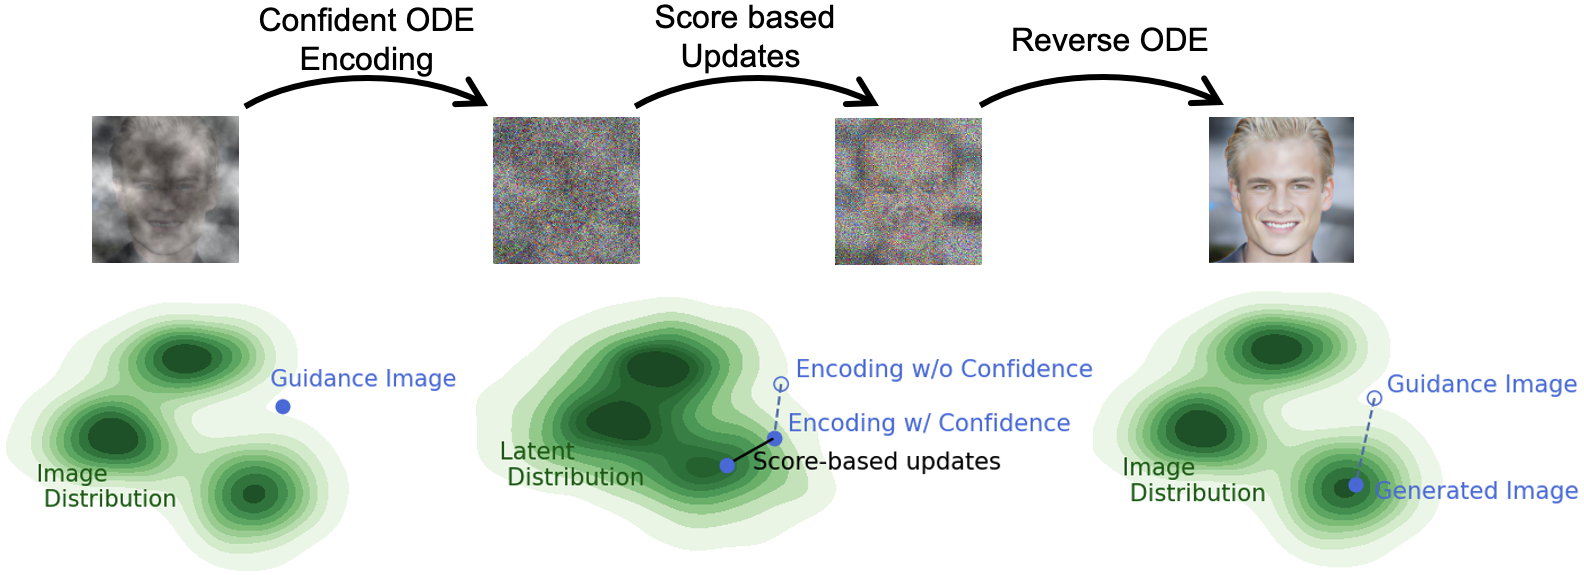 Confident ODE
Encoding
Score based
Updates
Reverse ODE
Guidance Image
Image
Distribution
Encoding w/o Confidence
Encoding w/ Confidence
Score-based updates
Latent
Distribution
Guidance Image
Image
Distribution
Generated Image